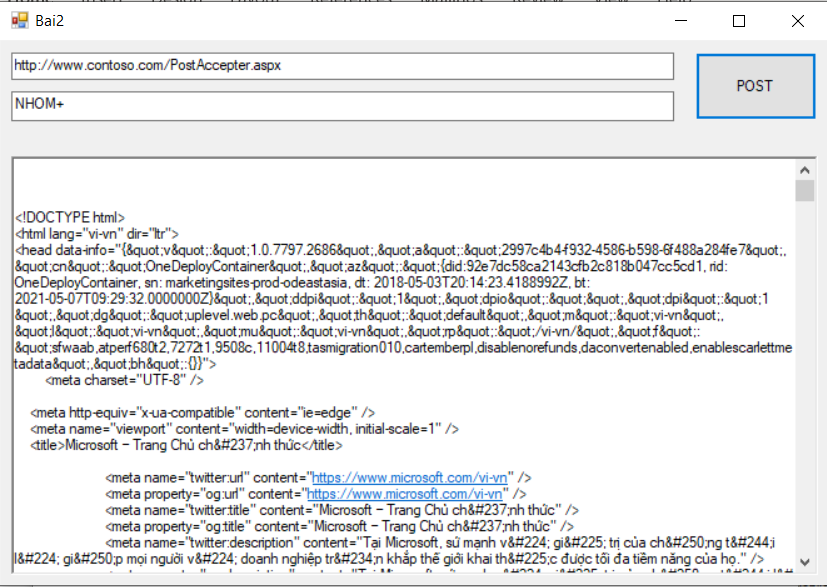 Bai2
http://www.contoso.com/PostAccepter.aspx
POST
NHOM+
<!DOCTYPE html>
<html lang="vi-vn" dir="ltr">
<head data-info="{&quot;v&quot;:&quot;1.0.7797.2686&quot;,&quot;a&quot;:&quot;2997c4b4-f932-4586-b598-6f488a284fe7&quot;,
&quot;cn&quot;:&quot;OneDeployContainer&quot;,&quot;az&quot;:&quot;{did:92e7dc58ca2143cfb2c818b047cc5cd1, rid:
OneDeployContainer, sn: marketingsites-prod-odeastasia, dt: 2018-05-03T20:14:23.4188992Z, bt:
2021-05-07T09:29:32.0000000Z}&quot;,&quot;ddpi&quot;:&quot;1&quot;,&quot;dpio&quot;:&quot;&quot;,&quot;dpi&quot;:&quot;1
&quot;,&quot;dg&quot;:&quot;uplevel.web.pc&quot;,&quot;th&quot;:&quot;default&quot;,&quot;m&quot;:&quot;vi-vn&quot;,
&quot;l&quot;:&quot;vi-vn&quot;,&quot;mu&quot;:&quot;vi-vn&quot;,&quot;rp&quot;:&quot;/vi-vn/&quot;,&quot;f&quot;:
&quot;sfwaab,atperf680t2,7272t1,9508c,11004t8,tasmigration010,cartemberpl,disablenorefunds,daconvertenabled,enablescarlettme
tadata&quot;,&quot;bh&quot;:{}}">
<meta charset="UTF-8" />
<meta http-equiv="x-ua-compatible" content="ie=edge" />
<meta name="viewport" content="width=device-width, initial-scale=1" />
<title>Microsoft – Trang Chủ ch&#237;nh thức</title>
<meta name="twitter:url" content="https://www.microsoft.com/vi-vn" />
<meta property="og:url" content="https://www.microsoft.com/vi-vn" />
<meta name="twitter:title" content="Microsoft – Trang Chủ ch&#237;nh thức" />
<meta property="og:title" content="Microsoft – Trang Chủ ch&#237;nh thức" />
<meta name="twitter:description" content="Tại Microsoft, sứ mạnh v&#224; gi&#225; trị của ch&#250;ng t&#244;i
l&#224; gi&#250;p mọi người v&#224; doanh nghiệp tr&#234;n khắp thế giới khai th&#225;c được tối đa tiềm năng của họ." />